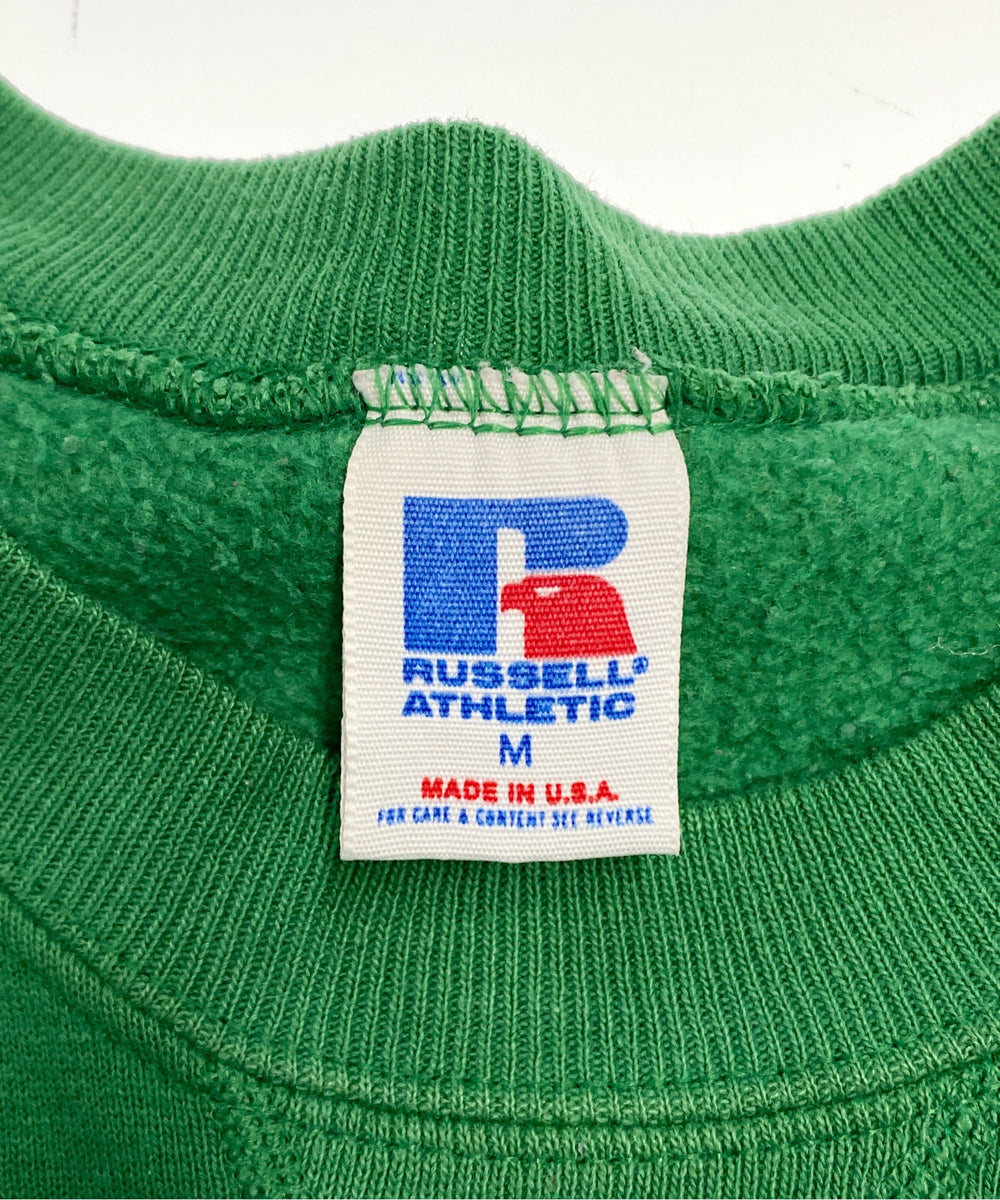 R
RUSSELL®
ATHLETIC
M
MADE IN U.S.A.
FOR CARE & CONTENT SEE REVERSE